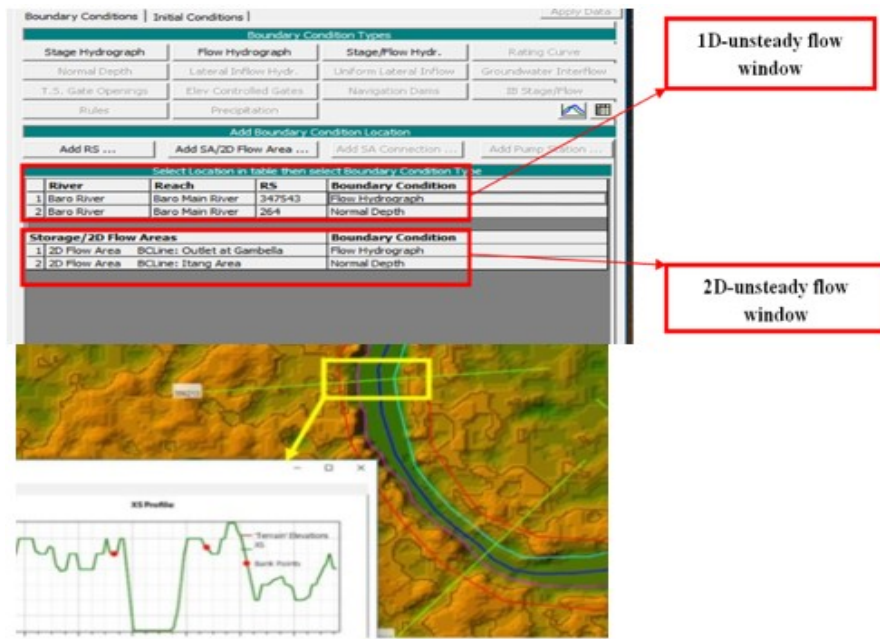 Boundary Conditions Initial Conditions Apply Data
Boundary Condition Types
Stage Hydrograph Flow Hydrograph Stage/Flow Hydr. Rating Curve
Normal Depth Lateral Inflow Hydr. Uniform Lateral Inflow Groundwater Interflow
T.S. Gate Openings Elev Controlled Gates Navigation Dams IB Stage/Flow
Rules Precipitation
Add Boundary Condition Location
Add RS ... Add SA/2D Flow Area ... Add SA Connection ... Add Pump Station ...
Select Location in table then select Boundary Condition Type
River Reach RS Boundary Condition
1 Baro River Baro Main River 347543 Flow Hydrograph
2 Baro River Baro Main River 264 Normal Depth
Storage/2D Flow Areas Boundary Condition
1 2D Flow Area BCLine: Outlet at Gambella Flow Hydrograph
2 2D Flow Area BCLine: Itang Area Normal Depth
1D-unsteady flow
window
2D-unsteady flow
window
XS Profile
'Terrain' Elevations
XS
Bank Points